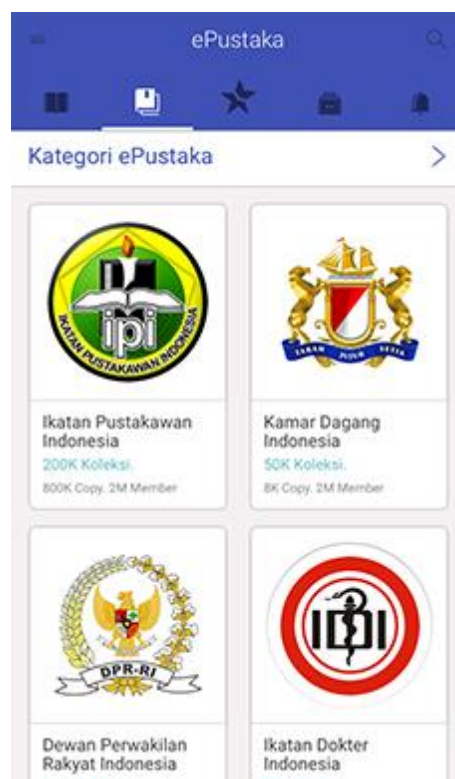 ePustaka
Kategori ePustaka
IKATAN PUSTAKAWAN INDONESIA
ipi
Ikatan Pustakawan
Indonesia
200K Koleksi.
800K Copy. 2M Member
Kamar Dagang
Indonesia
50K Koleksi.
8K Copy. 2M Member
DPR-RI
Dewan Perwakilan
Rakyat Indonesia
IDI
Ikatan Dokter
Indonesia